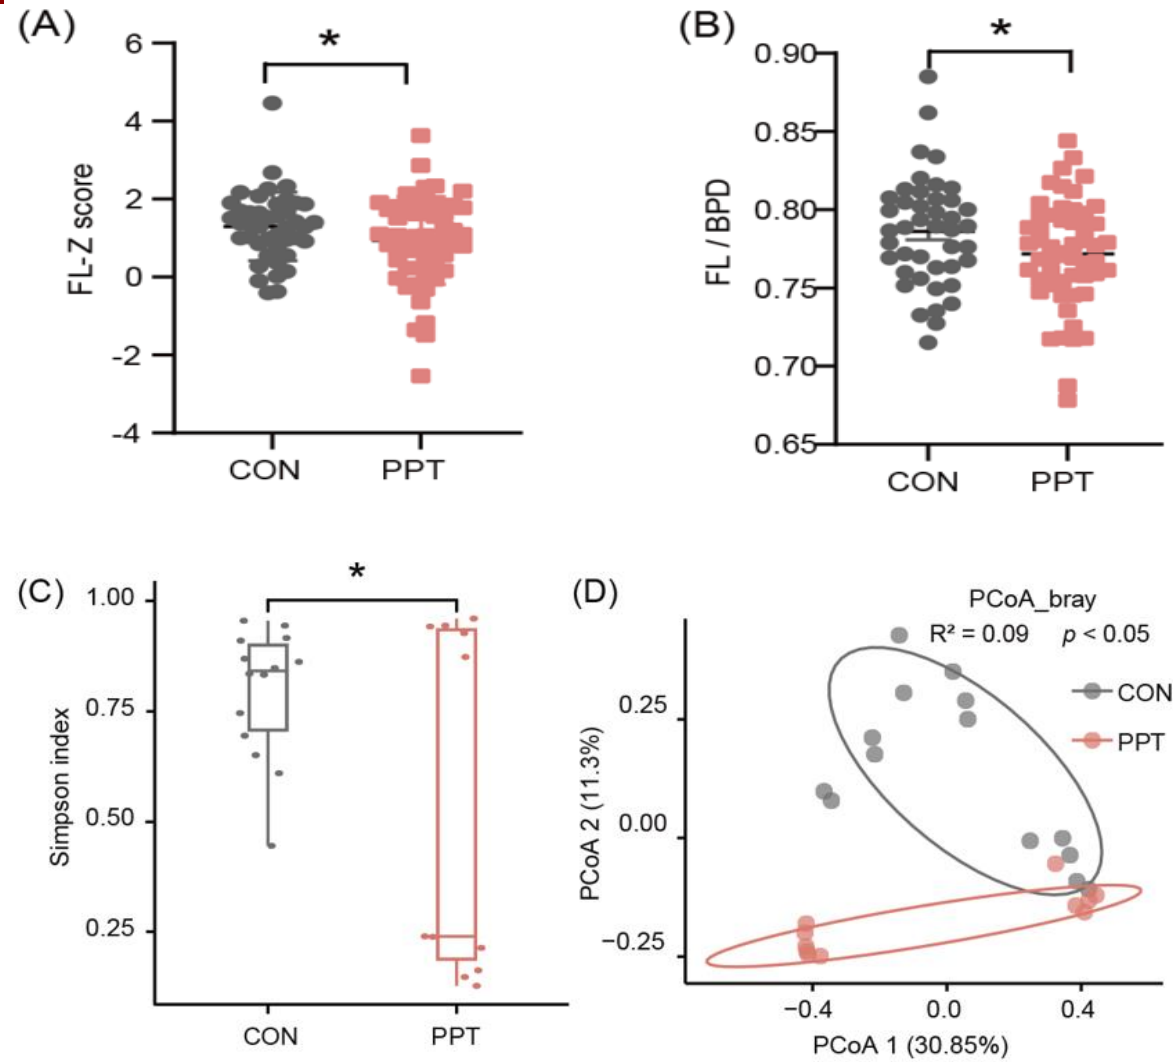 (A)
*
6
4
2
0
-2
-4
FL-Z score
CON PPT
(B)
*
0.90
0.85
0.80
0.75
0.70
0.65
FL / BPD
CON PPT
(C)
*
1.00
0.75
0.50
0.25
Simpson index
CON PPT
(D)
PCoA_bray
R² = 0.09 p < 0.05
CON
PPT
0.25
0.00
−0.25
PCoA 2 (11.3%)
−0.4 0.0 0.4
PCoA 1 (30.85%)